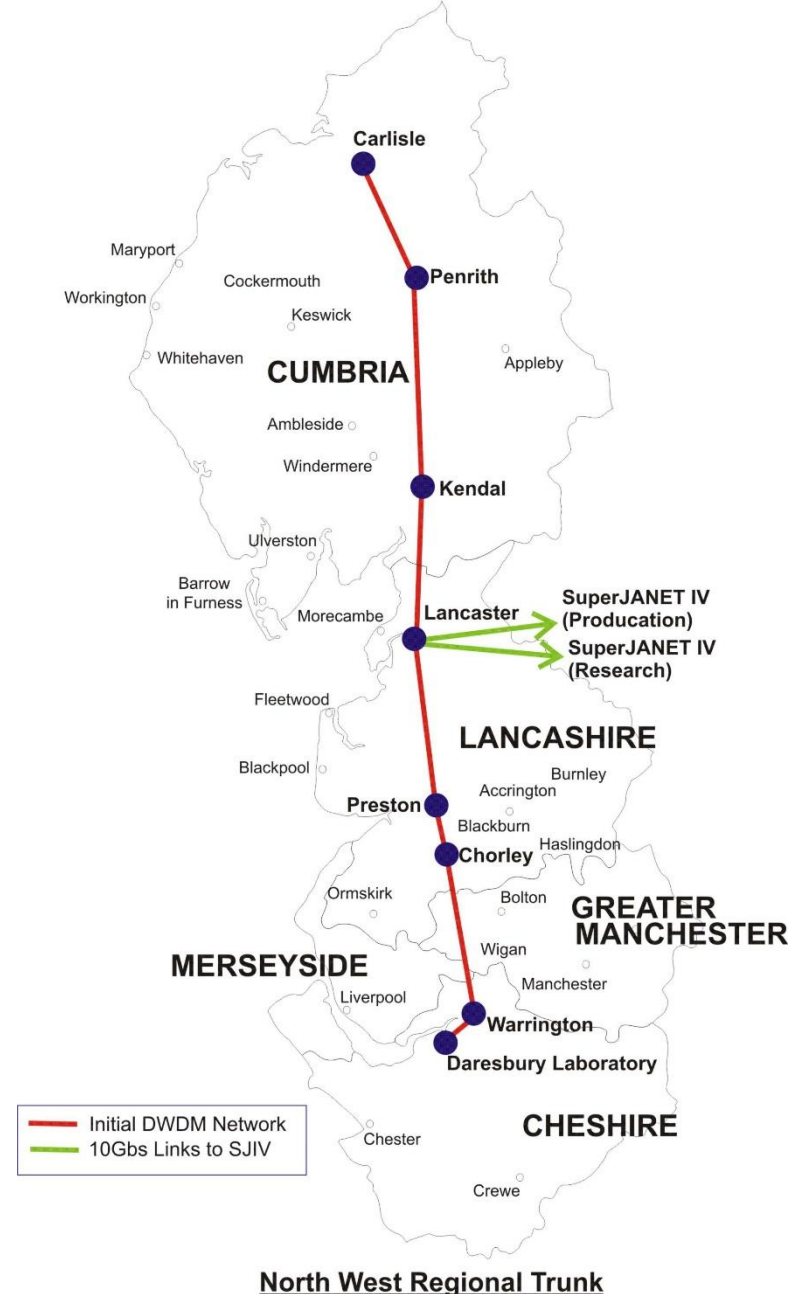 Carlisle
Maryport
Cockermouth
Penrith
Workington
Keswick
Whitehaven
Appleby
CUMBRIA
Ambleside
Windermere
Kendal
Ulverston
Barrow
in Furness
Morecambe
Lancaster
SuperJANET IV
(Producation)
SuperJANET IV
(Research)
Fleetwood
LANCASHIRE
Blackpool
Burnley
Accrington
Preston
Blackburn
Haslingdon
Chorley
Ormskirk
Bolton
GREATER
MANCHESTER
Wigan
MERSEYSIDE
Manchester
Liverpool
Warrington
Daresbury Laboratory
Initial DWDM Network
10Gbs Links to SJIV
CHESHIRE
Chester
Crewe
North West Regional Trunk